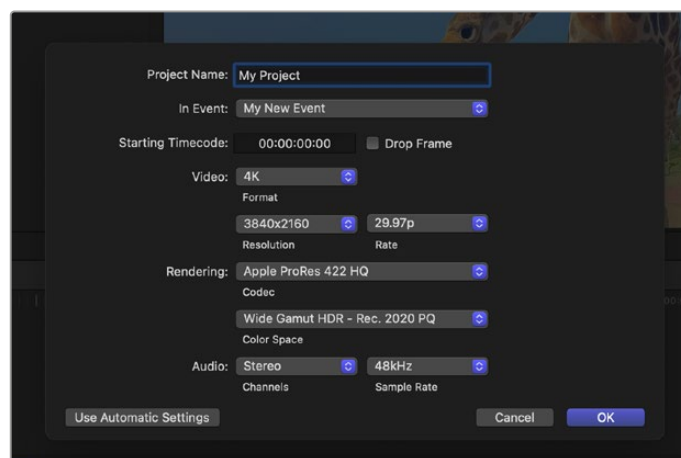 Project Name: My Project
In Event: My New Event
Starting Timecode: 00:00:00:00 Drop Frame
Video: 4K
Format
3840x2160 29.97p
Resolution Rate
Rendering: Apple ProRes 422 HQ
Codec
Wide Gamut HDR - Rec. 2020 PQ
Color Space
Audio: Stereo 48kHz
Channels Sample Rate
Use Automatic Settings Cancel OK